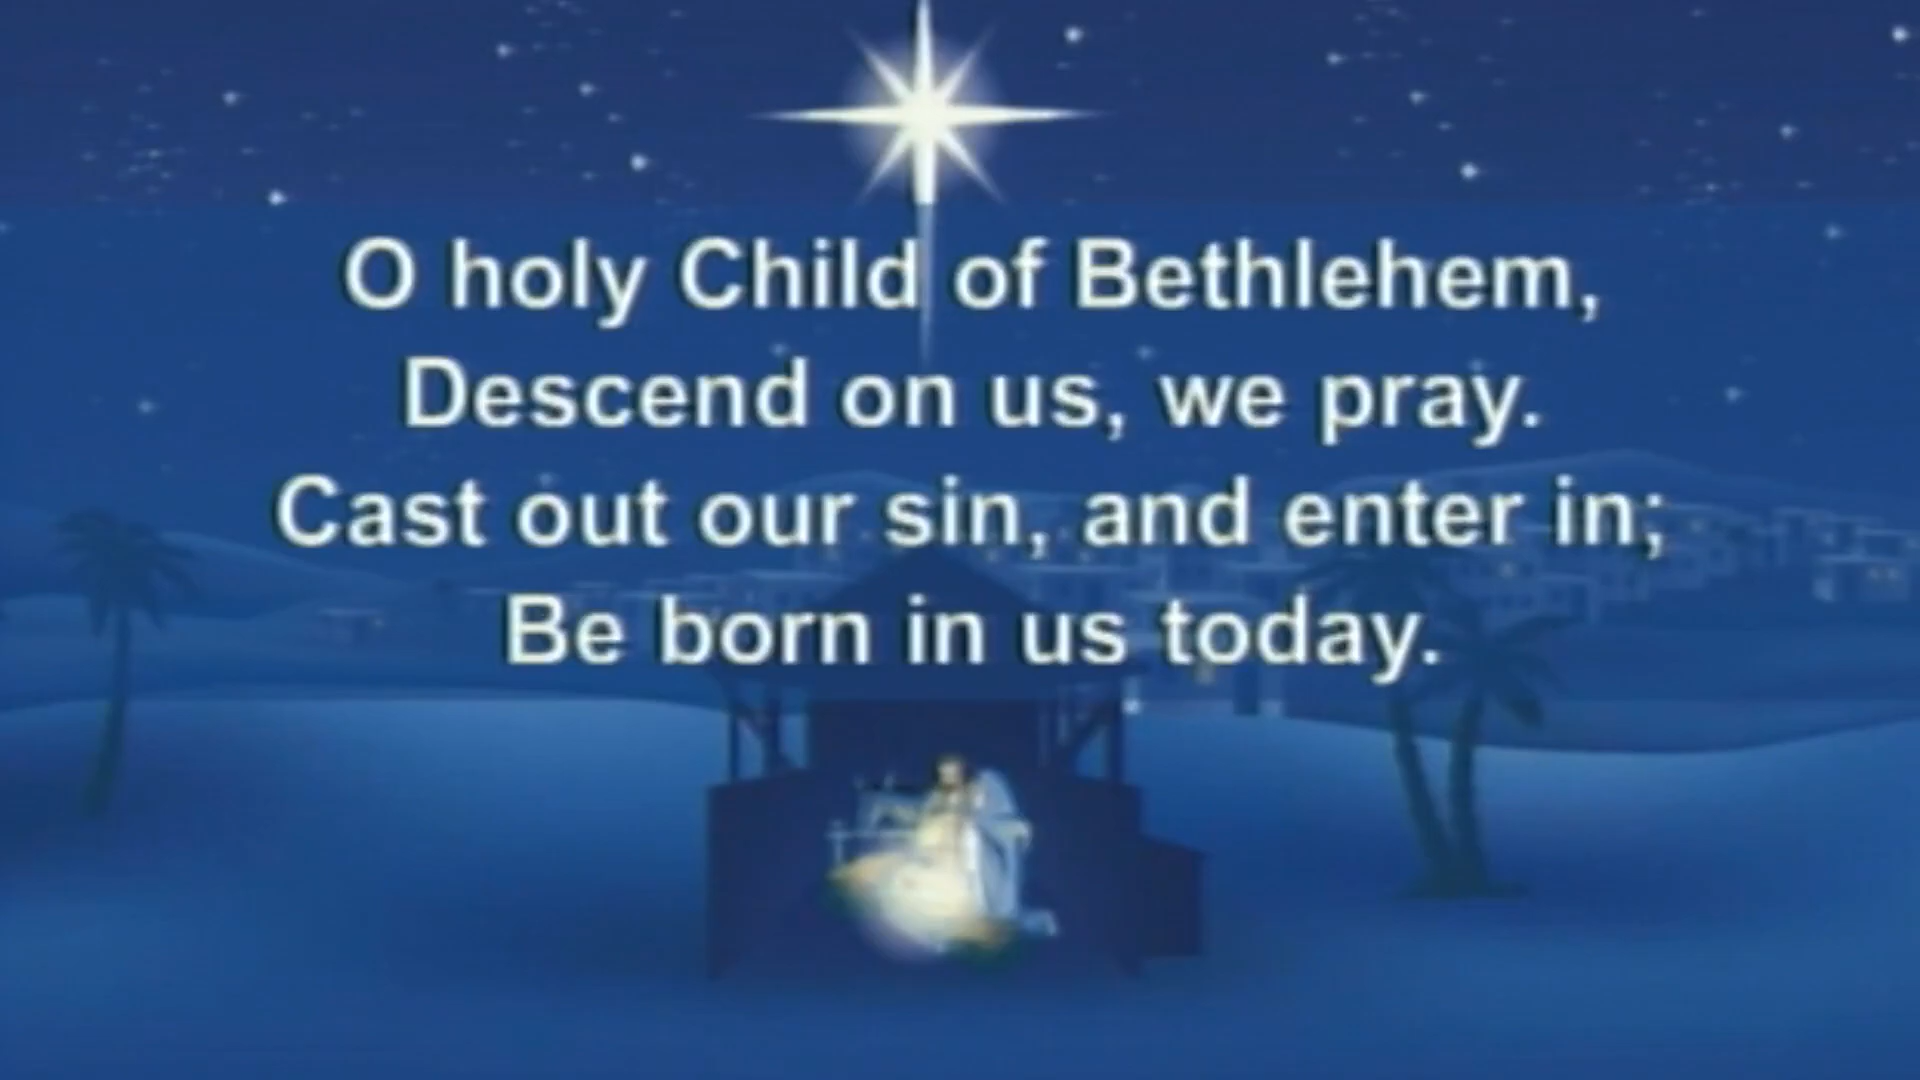 O holy Child of Bethlehem,
Descend on us, we pray.
Cast out our sin, and enter in;
Be born in us today.